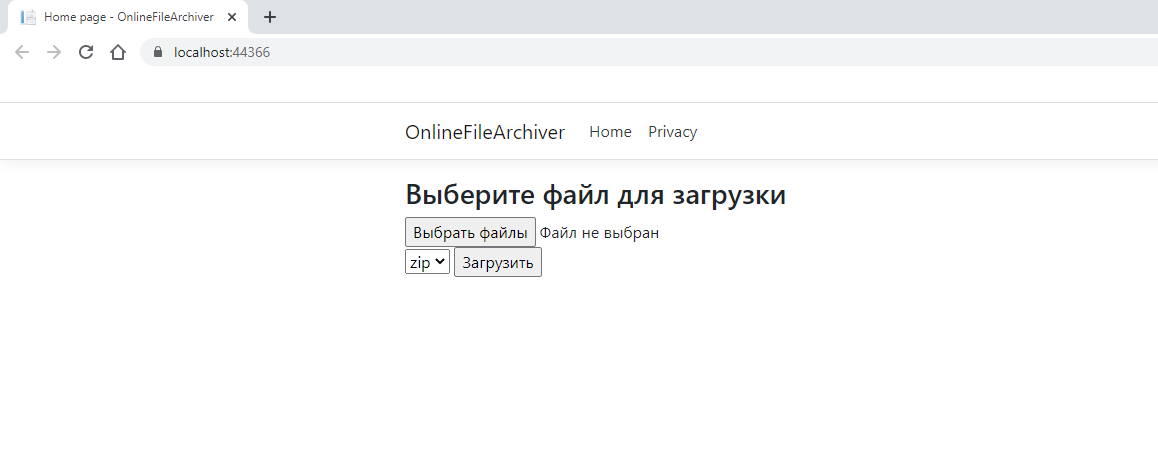 Home page - OnlineFileArchiver
localhost:44366
OnlineFileArchiver Home Privacy
Выберите файл для загрузки
Выбрать файлы Файл не выбран
zip Загрузить